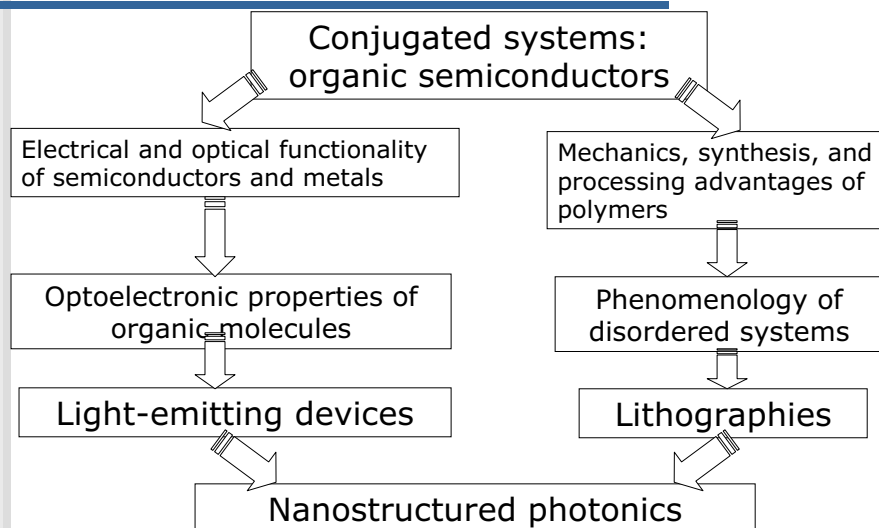 Conjugated systems:
organic semiconductors
Electrical and optical functionality
of semiconductors and metals
Mechanics, synthesis, and
processing advantages of
polymers
Optoelectronic properties of
organic molecules
Phenomenology of
disordered systems
Light-emitting devices
Lithographies
Nanostructured photonics